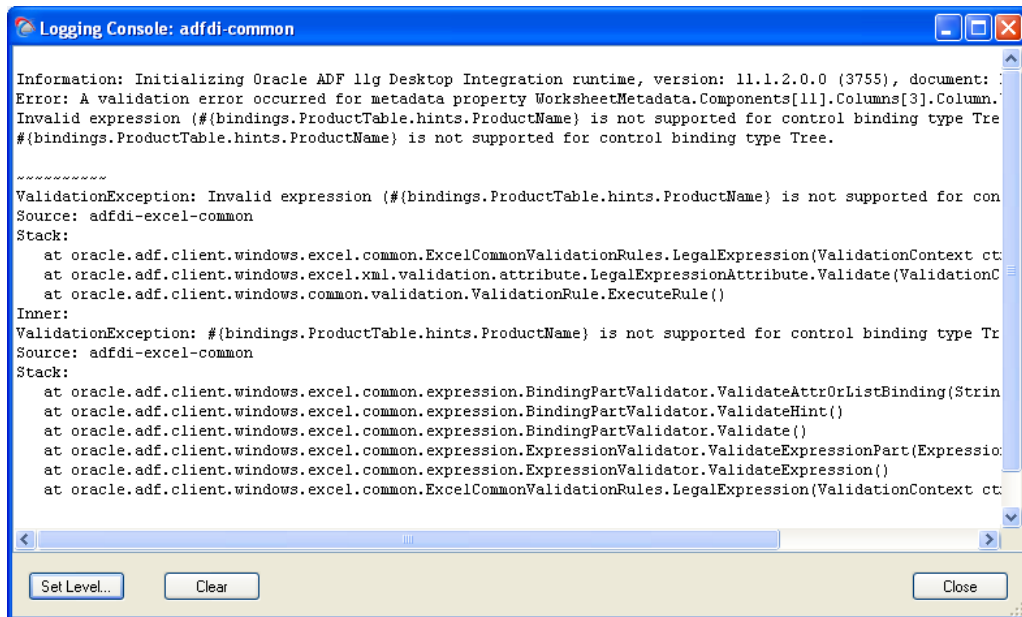 Logging Console: adfdi-common
Information: Initializing Oracle ADF 11g Desktop Integration runtime, version: 11.1.2.0.0 (3755), document:
Error: A validation error occurred for metadata property WorksheetMetadata.Components[11].Columns[3].Column.
Invalid expression (#{bindings.ProductTable.hints.ProductName} is not supported for control binding type Tre
#{bindings.ProductTable.hints.ProductName} is not supported for control binding type Tree.
~~~~~~~~~~
ValidationException: Invalid expression (#{bindings.ProductTable.hints.ProductName} is not supported for con
Source: adfdi-excel-common
Stack:
at oracle.adf.client.windows.excel.common.ExcelCommonValidationRules.LegalExpression(ValidationContext ct
at oracle.adf.client.windows.excel.xml.validation.attribute.LegalExpressionAttribute.Validate(ValidationC
at oracle.adf.client.windows.common.validation.ValidationRule.ExecuteRule()
Inner:
ValidationException: #{bindings.ProductTable.hints.ProductName} is not supported for control binding type Tr
Source: adfdi-excel-common
Stack:
at oracle.adf.client.windows.excel.common.expression.BindingPartValidator.ValidateAttrOrListBinding(Strin
at oracle.adf.client.windows.excel.common.expression.BindingPartValidator.ValidateHint()
at oracle.adf.client.windows.excel.common.expression.BindingPartValidator.Validate()
at oracle.adf.client.windows.excel.common.expression.ExpressionValidator.ValidateExpressionPart(Expressio
at oracle.adf.client.windows.excel.common.expression.ExpressionValidator.ValidateExpression()
at oracle.adf.client.windows.excel.common.ExcelCommonValidationRules.LegalExpression(ValidationContext ct
Set Level... Clear Close